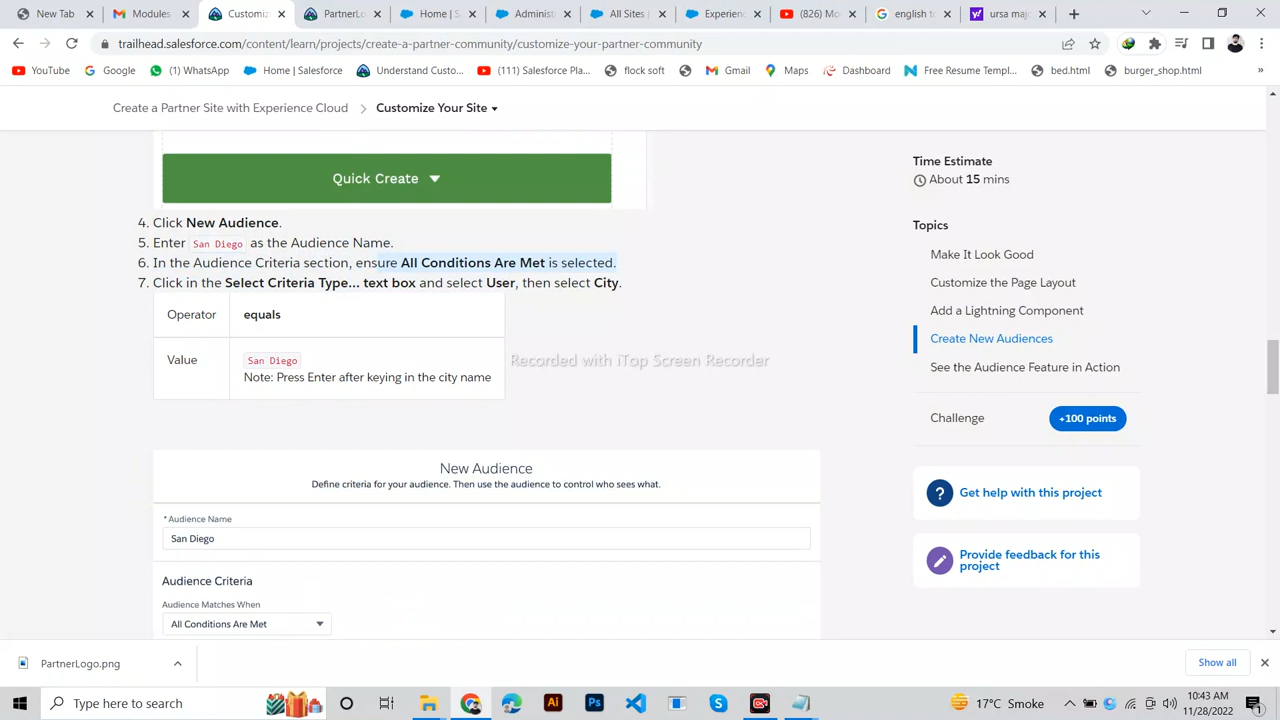 New Tab
Modules
Customiz
PartnerLo
Home | S
Administ
All Sites |
Experienc
(826) Mo
english to
ursa majo
trailhead.salesforce.com/content/learn/projects/create-a-partner-community/customize-your-partner-community
YouTube
Google
(1) WhatsApp
Home | Salesforce
Understand Custo...
(111) Salesforce Pla...
flock soft
Gmail
Maps
Dashboard
Free Resume Templ...
bed.html
burger_shop.html
»
Create a Partner Site with Experience Cloud
Customize Your Site
Quick Create
4. Click New Audience.
5. Enter San Diego as the Audience Name.
6. In the Audience Criteria section, ensure All Conditions Are Met is selected.
7. Click in the Select Criteria Type... text box and select User, then select City.
Operator
equals
Value
San Diego
Note: Press Enter after keying in the city name
Recorded with iTop Screen Recorder
New Audience
Define criteria for your audience. Then use the audience to control who sees what.
* Audience Name
San Diego
Audience Criteria
Audience Matches When
All Conditions Are Met
Time Estimate
About 15 mins
Topics
Make It Look Good
Customize the Page Layout
Add a Lightning Component
Create New Audiences
See the Audience Feature in Action
Challenge
+100 points
Get help with this project
Provide feedback for this
project
PartnerLogo.png
Show all
Type here to search
17°C Smoke
10:43 AM
11/28/2022
1